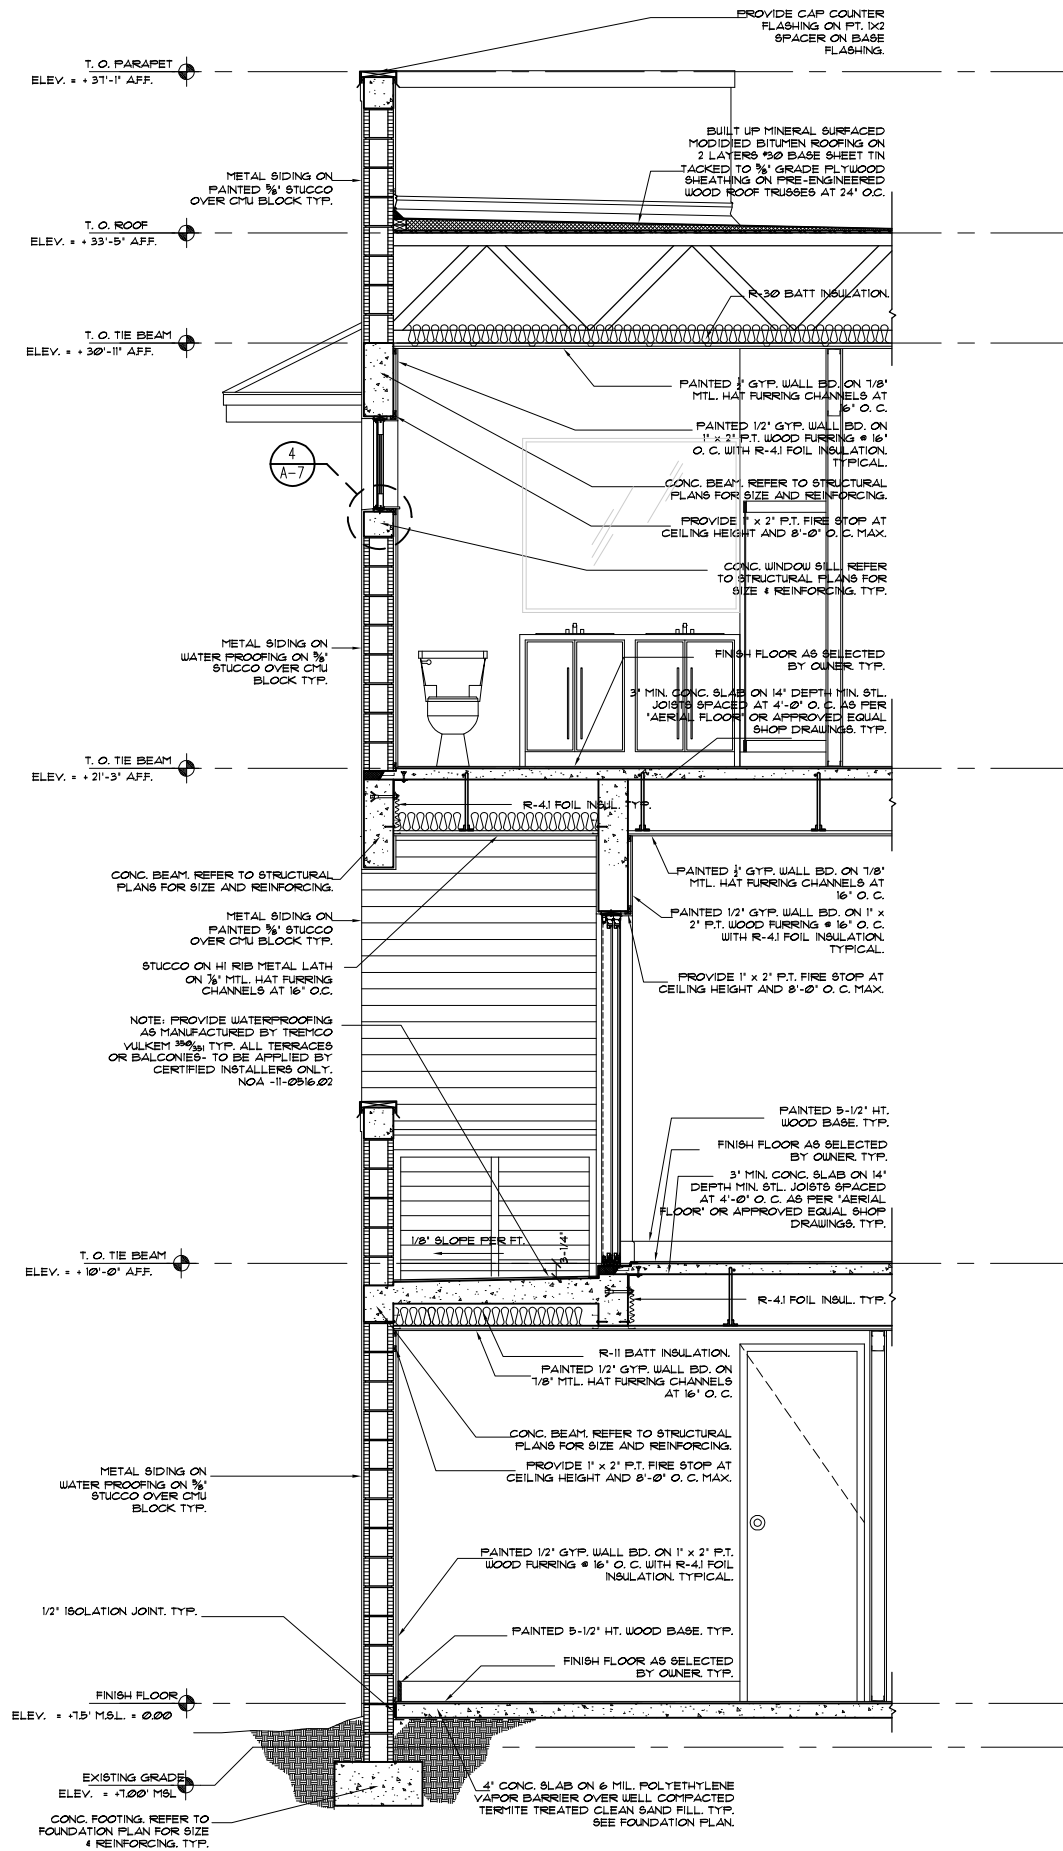 PROVIDE CAP COUNTER
FLASHING ON PT. 1X2
SPACER ON BASE
FLASHING.
T. O. PARAPET
ELEV. = + 37'-1" A.F.F.
BUILT UP MINERAL SURFACED
MODIDIED BITUMEN ROOFING ON
2 LAYERS #30 BASE SHEET TIN
TACKED TO 5/8" GRADE PLYWOOD
SHEATHING ON PRE-ENGINEERED
WOOD ROOF TRUSSES AT 24" O.C.
METAL SIDING ON
PAINTED 5/8" STUCCO
OVER CMU BLOCK TYP.
T. O. ROOF
ELEV. = + 33'-5" A.F.F.
R-30 BATT INSULATION.
T. O. TIE BEAM
ELEV. = + 30'-11" A.F.F.
PAINTED 1/2" GYP. WALL BD. ON 7/8"
MTL. HAT FURRING CHANNELS AT
16" O. C.
PAINTED 1/2" GYP. WALL BD. ON
1" x 2" P.T. WOOD FURRING @ 16"
O. C. WITH R-4.1 FOIL INSULATION.
TYPICAL.
4
A-7
CONC. BEAM. REFER TO STRUCTURAL
PLANS FOR SIZE AND REINFORCING.
PROVIDE 1" x 2" P.T. FIRE STOP AT
CEILING HEIGHT AND 8'-0" O. C. MAX.
CONC. WINDOW SILL. REFER
TO STRUCTURAL PLANS FOR
SIZE & REINFORCING. TYP.
METAL SIDING ON
WATER PROOFING ON 5/8"
STUCCO OVER CMU
BLOCK TYP.
FINISH FLOOR AS SELECTED
BY OWNER. TYP.
3" MIN. CONC. SLAB ON 14" DEPTH MIN. STL.
JOISTS SPACED AT 4'-0" O. C. AS PER
"AERIAL FLOOR" OR APPROVED EQUAL
SHOP DRAWINGS. TYP.
T. O. TIE BEAM
ELEV. = + 21'-3" A.F.F.
R-4.1 FOIL INSUL. TYP.
CONC. BEAM. REFER TO STRUCTURAL
PLANS FOR SIZE AND REINFORCING.
PAINTED 1/2" GYP. WALL BD. ON 7/8"
MTL. HAT FURRING CHANNELS AT
16" O. C.
METAL SIDING ON
PAINTED 5/8" STUCCO
OVER CMU BLOCK TYP.
PAINTED 1/2" GYP. WALL BD. ON 1" x
2" P.T. WOOD FURRING @ 16" O. C.
WITH R-4.1 FOIL INSULATION.
TYPICAL.
STUCCO ON HI RIB METAL LATH
ON 7/8" MTL. HAT FURRING
CHANNELS AT 16" O.C.
PROVIDE 1" x 2" P.T. FIRE STOP AT
CEILING HEIGHT AND 8'-0" O. C. MAX.
NOTE: PROVIDE WATERPROOFING
AS MANUFACTURED BY TREMCO
VULKEM 350/351 TYP. ALL TERRACES
OR BALCONIES- TO BE APPLIED BY
CERTIFIED INSTALLERS ONLY.
NOA -11-0516.02
PAINTED 5-1/2" HT.
WOOD BASE. TYP.
FINISH FLOOR AS SELECTED
BY OWNER. TYP.
3" MIN. CONC. SLAB ON 14"
DEPTH MIN. STL. JOISTS SPACED
AT 4'-0" O. C. AS PER "AERIAL
FLOOR" OR APPROVED EQUAL SHOP
DRAWINGS. TYP.
1/8" SLOPE PER FT.
3-1/4"
T. O. TIE BEAM
ELEV. = + 10'-0" A.F.F.
R-4.1 FOIL INSUL. TYP.
R-11 BATT INSULATION.
PAINTED 1/2" GYP. WALL BD. ON
7/8" MTL. HAT FURRING CHANNELS
AT 16" O. C.
CONC. BEAM. REFER TO STRUCTURAL
PLANS FOR SIZE AND REINFORCING.
PROVIDE 1" x 2" P.T. FIRE STOP AT
CEILING HEIGHT AND 8'-0" O. C. MAX.
METAL SIDING ON
WATER PROOFING ON 5/8"
STUCCO OVER CMU
BLOCK TYP.
PAINTED 1/2" GYP. WALL BD. ON 1" x 2" P.T.
WOOD FURRING @ 16" O. C. WITH R-4.1 FOIL
INSULATION. TYPICAL.
1/2" ISOLATION JOINT. TYP.
PAINTED 5-1/2" HT. WOOD BASE. TYP.
FINISH FLOOR AS SELECTED
BY OWNER. TYP.
FINISH FLOOR
ELEV. = +7.5' M.S.L. = 0.00
EXISTING GRADE
ELEV. = +7.00' MSL
4" CONC. SLAB ON 6 MIL. POLYETHYLENE
VAPOR BARRIER OVER WELL COMPACTED
TERMITE TREATED CLEAN SAND FILL. TYP.
SEE FOUNDATION PLAN.
CONC. FOOTING. REFER TO
FOUNDATION PLAN FOR SIZE
& REINFORCING. TYP.